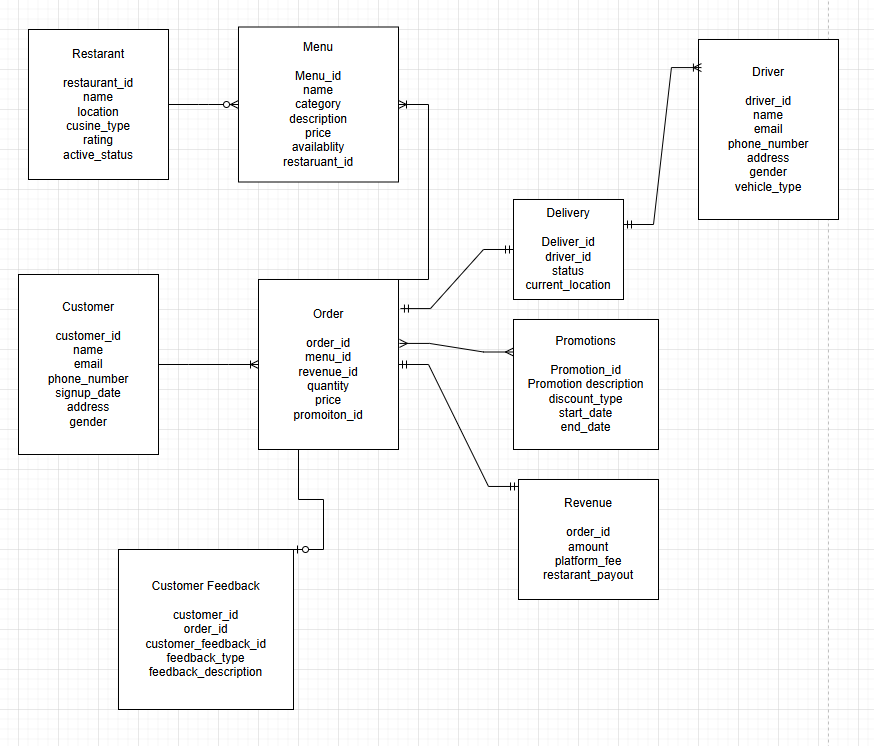 Restarant
restaurant_id
name
location
cusine_type
rating
active_status
Menu
Menu_id
name
category
description
price
availablity
restaruant_id
Driver
driver_id
name
email
phone_number
address
gender
vehicle_type
Delivery
Deliver_id
driver_id
status
current_location
Customer
customer_id
name
email
phone_number
signup_date
address
gender
Order
order_id
menu_id
revenue_id
quantity
price
promoiton_id
Promotions
Promotion_id
Promotion description
discount_type
start_date
end_date
Revenue
order_id
amount
platform_fee
restarant_payout
Customer Feedback
customer_id
order_id
customer_feedback_id
feedback_type
feedback_description